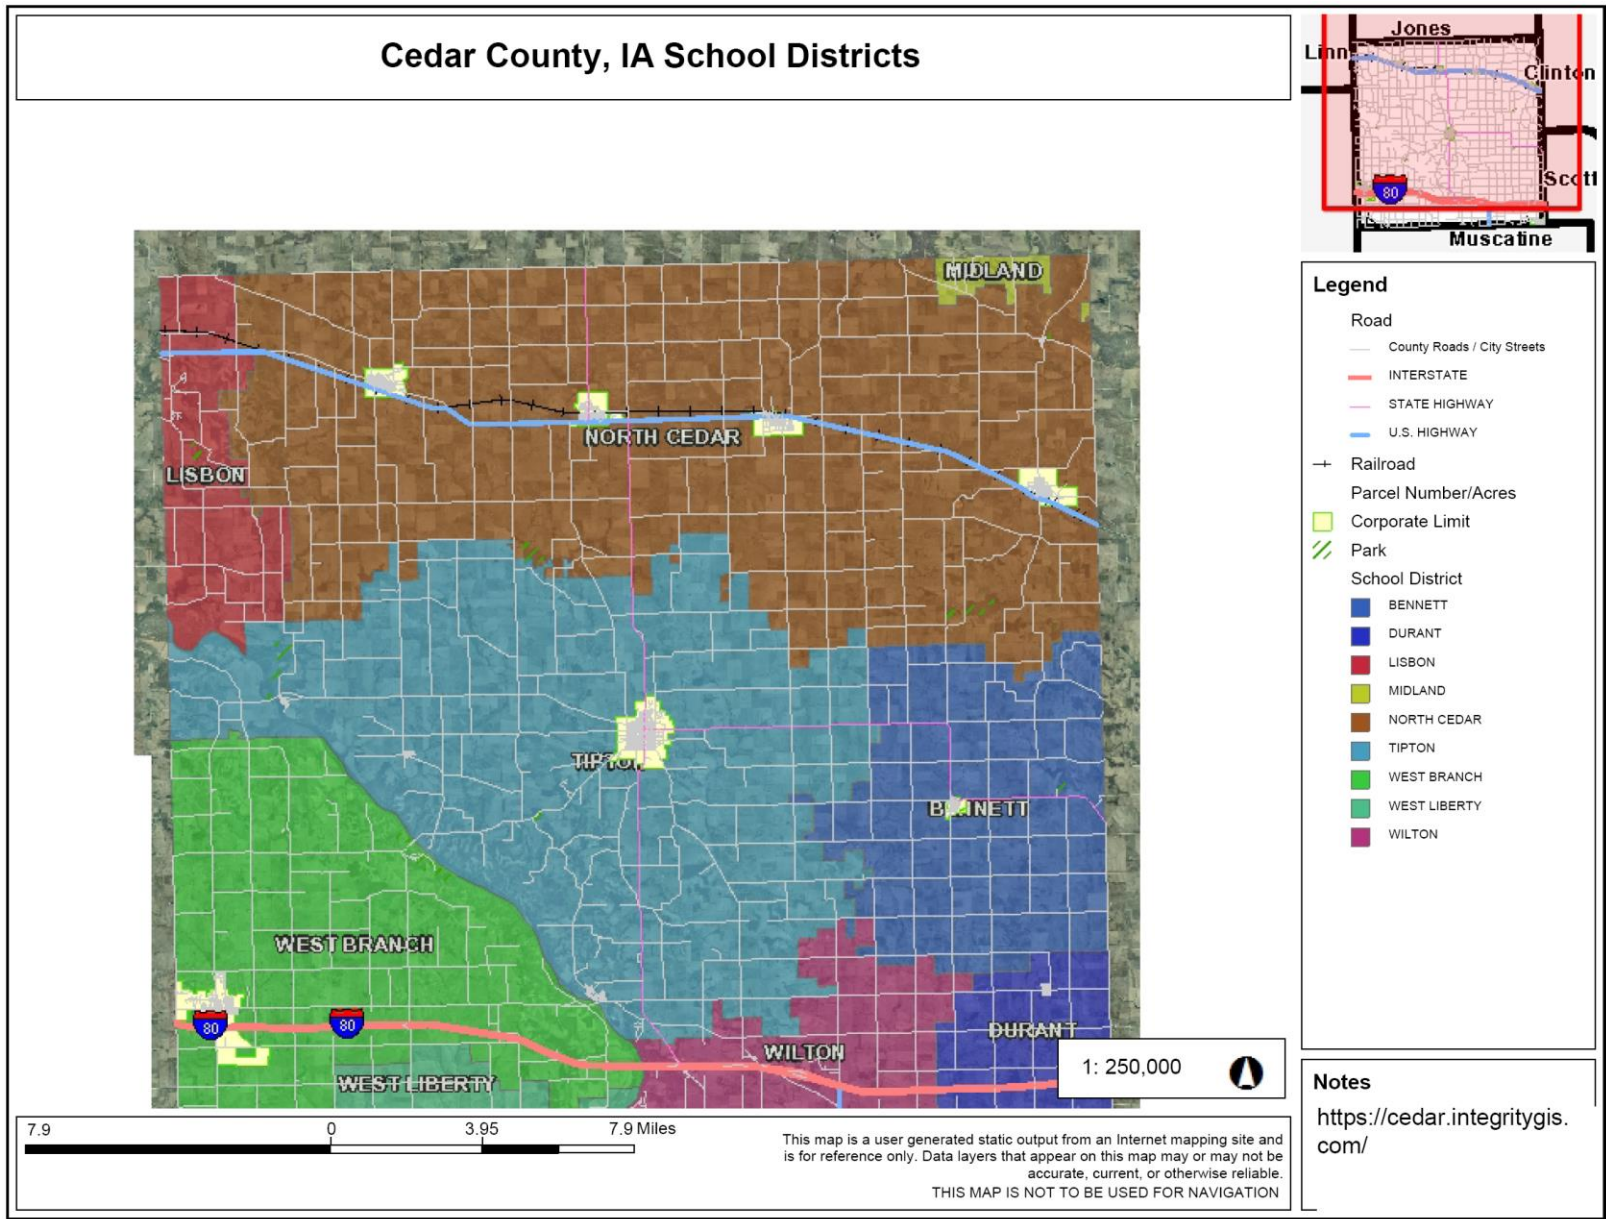 Cedar County, IA School Districts
Jones
Linn
Clinton
Scott
80
Muscatine
MIDLAND
NORTH CEDAR
LISBON
TIPTON
BENNETT
WEST BRANCH
80
80
DURANT
WILTON
WEST LIBERTY
1: 250,000
Legend
Road
County Roads / City Streets
INTERSTATE
STATE HIGHWAY
U.S. HIGHWAY
Railroad
Parcel Number/Acres
Corporate Limit
Park
School District
BENNETT
DURANT
LISBON
MIDLAND
NORTH CEDAR
TIPTON
WEST BRANCH
WEST LIBERTY
WILTON
Notes
https://cedar.integritygis.
com/
7.9 0 3.95 7.9 Miles
This map is a user generated static output from an Internet mapping site and
is for reference only. Data layers that appear on this map may or may not be
accurate, current, or otherwise reliable.
THIS MAP IS NOT TO BE USED FOR NAVIGATION